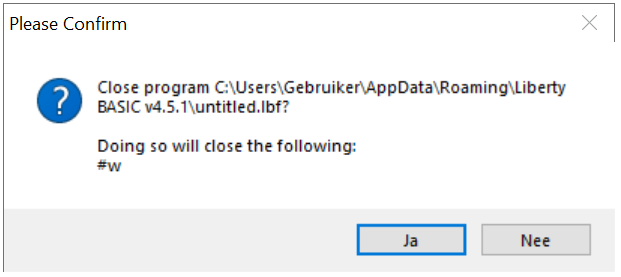 Please Confirm
Close program C:\Users\Gebruiker\AppData\Roaming\Liberty
BASIC v4.5.1\untitled.lbf?
Doing so will close the following:
#w
Ja
Nee